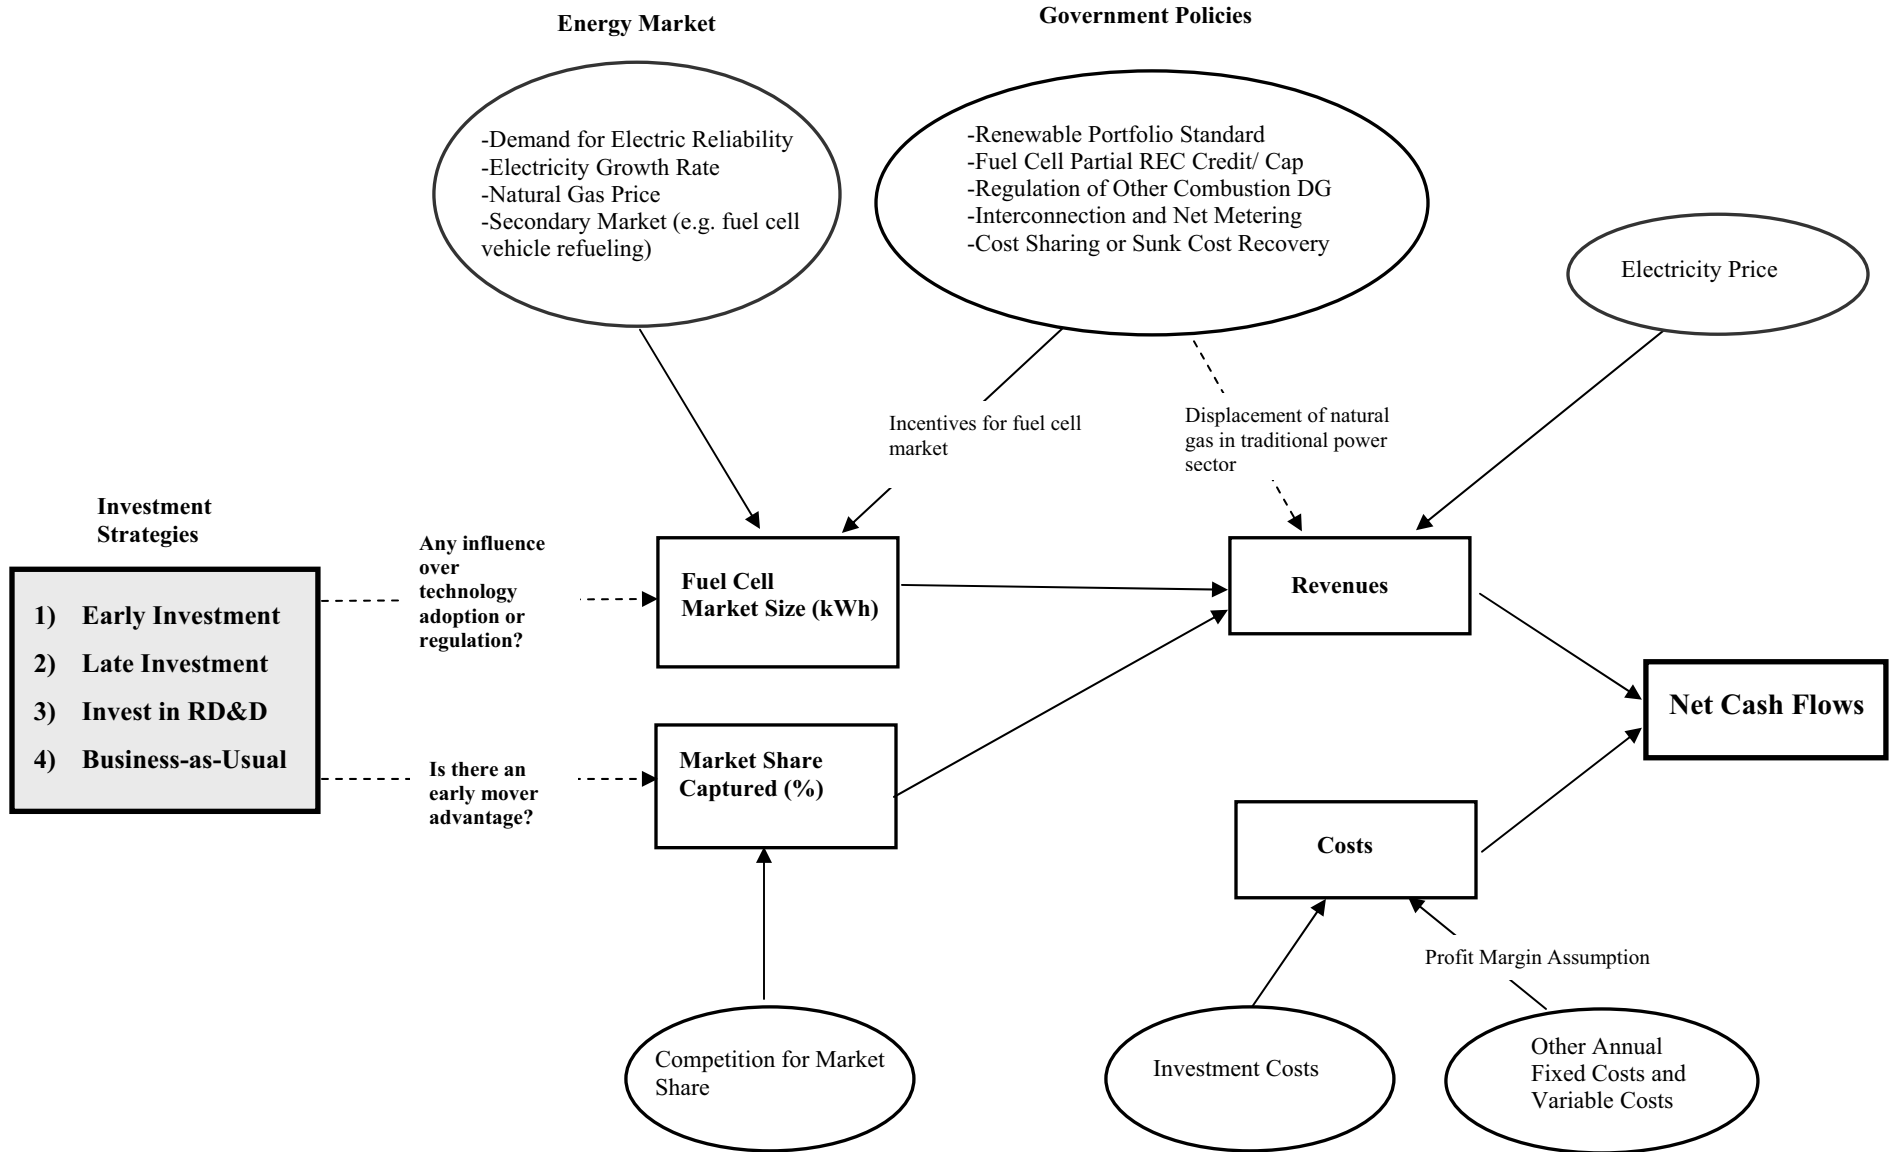 Energy Market
Government Policies
-Demand for Electric Reliability
-Electricity Growth Rate
-Natural Gas Price
-Secondary Market (e.g. fuel cell
vehicle refueling)
-Renewable Portfolio Standard
-Fuel Cell Partial REC Credit/ Cap
-Regulation of Other Combustion DG
-Interconnection and Net Metering
-Cost Sharing or Sunk Cost Recovery
Electricity Price
Incentives for fuel cell
market
Displacement of natural
gas in traditional power
sector
Investment
Strategies
1) Early Investment
2) Late Investment
3) Invest in RD&D
4) Business-as-Usual
Any influence
over
technology
adoption or
regulation?
Is there an
early mover
advantage?
Fuel Cell
Market Size (kWh)
Market Share
Captured (%)
Revenues
Net Cash Flows
Costs
Profit Margin Assumption
Competition for Market
Share
Investment Costs
Other Annual
Fixed Costs and
Variable Costs